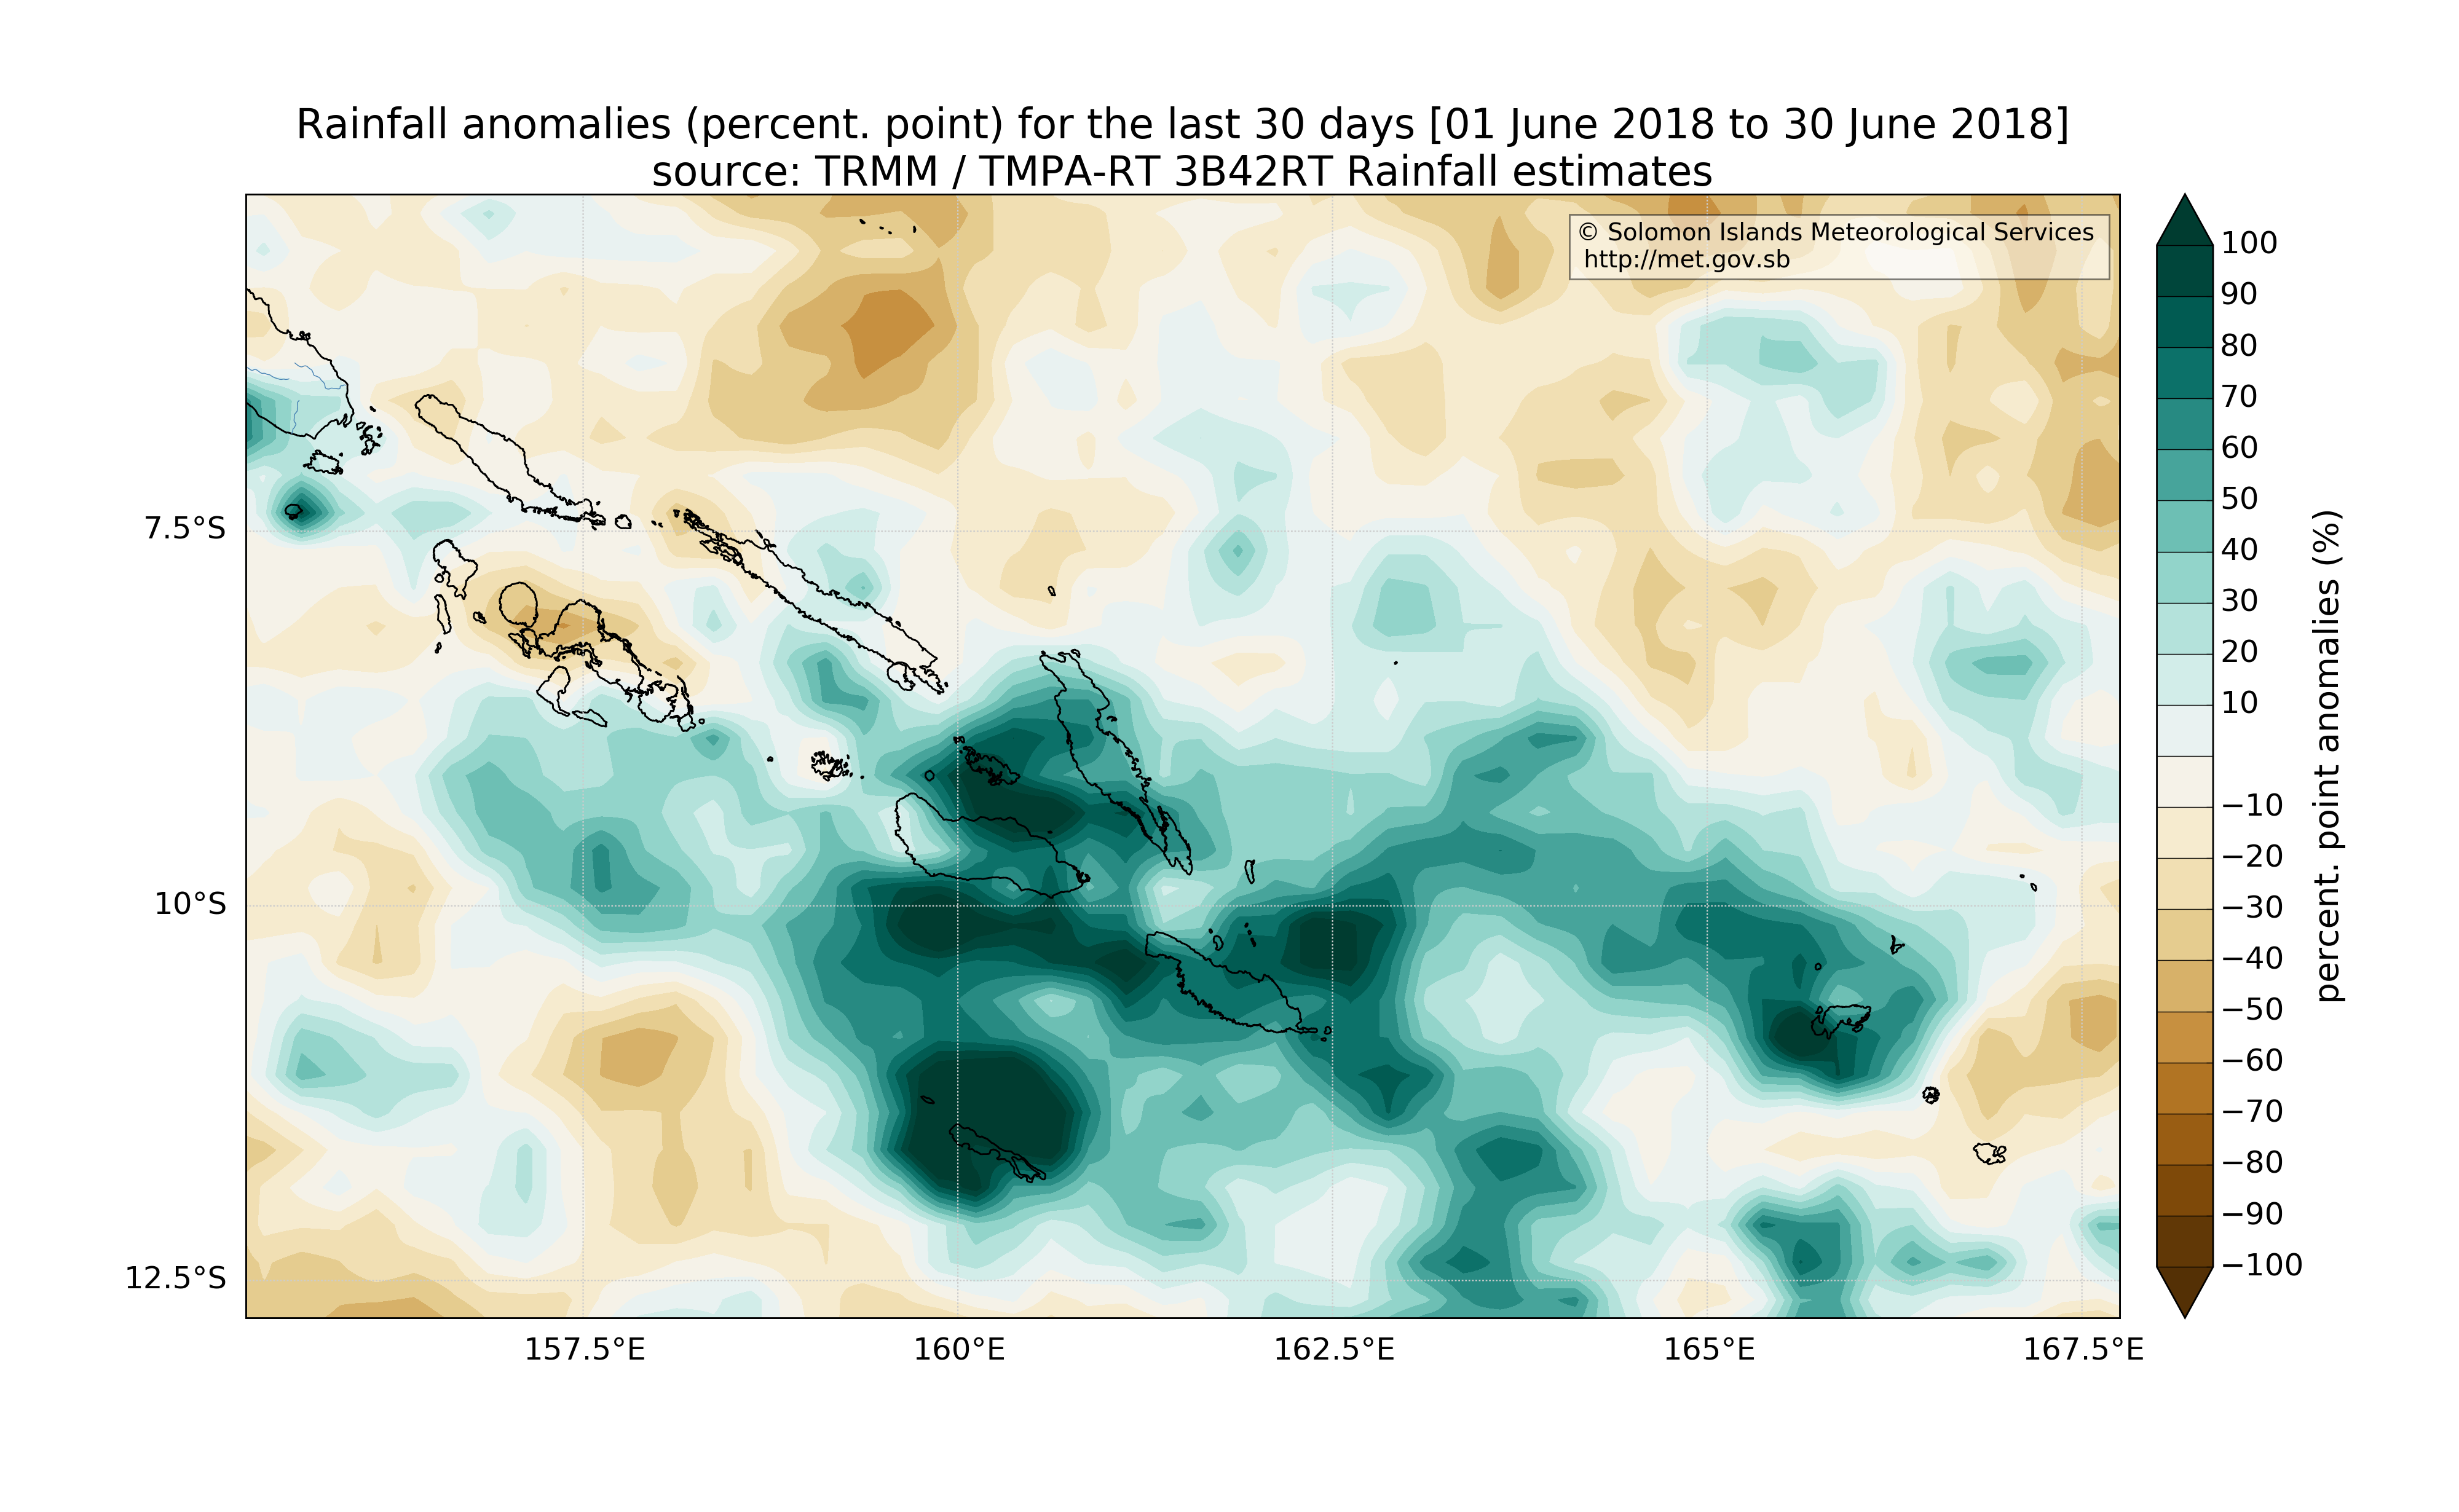 Rainfall anomalies (percent. point) for the last 30 days [01 June 2018 to 30 June 2018]
source: TRMM / TMPA-RT 3B42RT Rainfall estimates
© Solomon Islands Meteorological Services
http://met.gov.sb
7.5°S
10°S
12.5°S
157.5°E
160°E
162.5°E
165°E
167.5°E
100
90
80
70
60
50
40
30
20
10
−10
−20
−30
−40
−50
−60
−70
−80
−90
−100
percent. point anomalies (%)